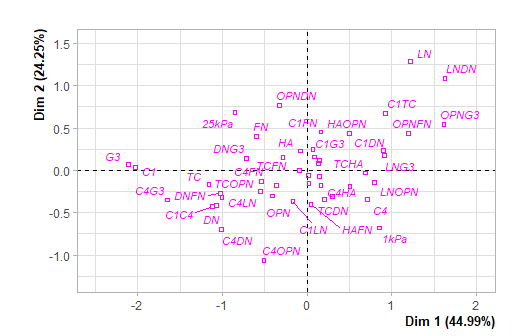 Dim 2 (24.25%)
1.5
1.0
0.5
0.0
-0.5
-1.0
LN
LNDN
OPNDN
C1TC
25kPa
FN
C1FN
HAOPN
OPNFN
OPNG3
DNG3
HA
C1G3
C1DN
G3
C1
TC
C4FN
TCFN
TCHA
LNG3
C4G3
DNFN
TCOPN
C4HA
LNOPN
C1C4
DN
C4LN
OPN
TCDN
C4
C4DN
C1LN
HAFN
1kPa
C4OPN
-2
-1
0
1
2
Dim 1 (44.99%)